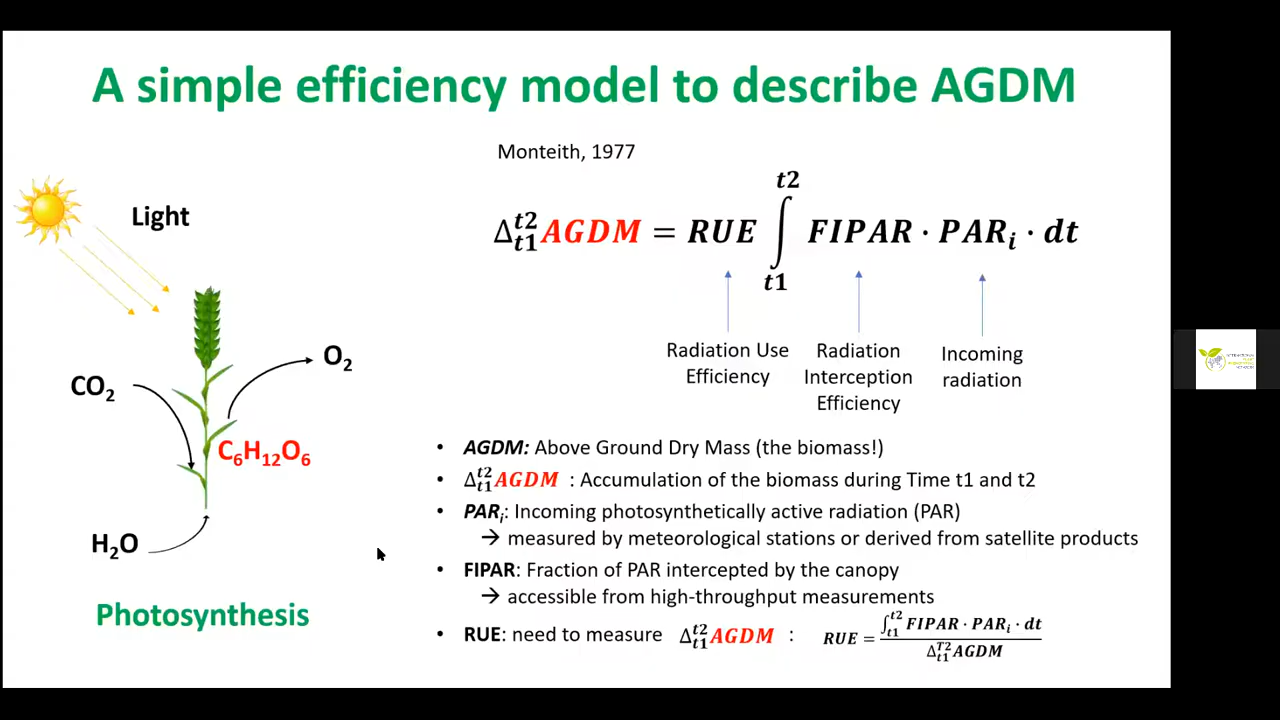 A simple efficiency model to describe AGDM
Monteith, 1977
Δ_{t1}^{t2}AGDM = RUE ∫_{t1}^{t2} FIPAR · PAR_i · dt
Radiation Use
Efficiency
Radiation
Interception
Efficiency
Incoming
radiation
Light
O₂
CO₂
C₆H₁₂O₆
H₂O
Photosynthesis
• AGDM: Above Ground Dry Mass (the biomass!)
• Δ_{t1}^{t2}AGDM : Accumulation of the biomass during Time t1 and t2
• PAR_i: Incoming photosynthetically active radiation (PAR)
→ measured by meteorological stations or derived from satellite products
• FIPAR: Fraction of PAR intercepted by the canopy
→ accessible from high-throughput measurements
• RUE: need to measure Δ_{t1}^{t2}AGDM : RUE = ∫_{t1}^{t2} FIPAR · PAR_i · dt / Δ_{t1}^{T2}AGDM